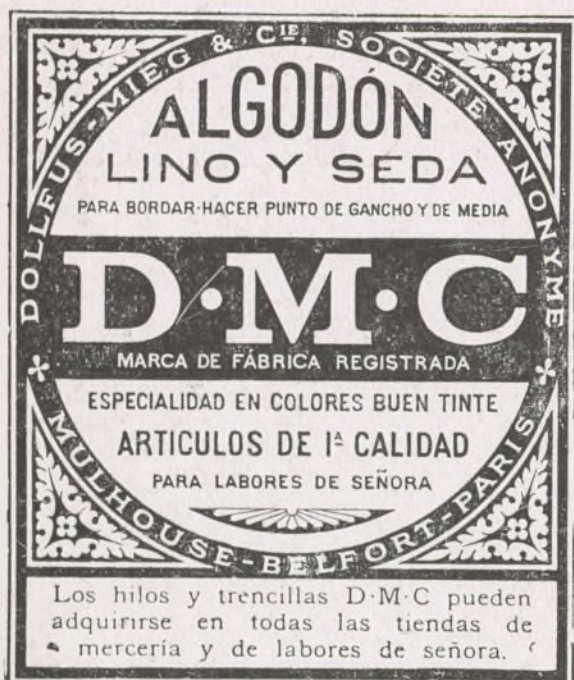 DOLLFUS-MIEG & CIE, SOCIÉTÉ ANONYME
ALGODÓN
LINO Y SEDA
PARA BORDAR·HACER PUNTO DE GANCHO Y DE MEDIA
D·M·C
MARCA DE FÁBRICA REGISTRADA
ESPECIALIDAD EN COLORES BUEN TINTE
ARTICULOS DE 1ª CALIDAD
PARA LABORES DE SEÑORA
MULHOUSE-BELFORT-PARIS
Los hilos y trencillas D·M·C pueden
adquirirse en todas las tiendas de
mercería y de labores de señora.